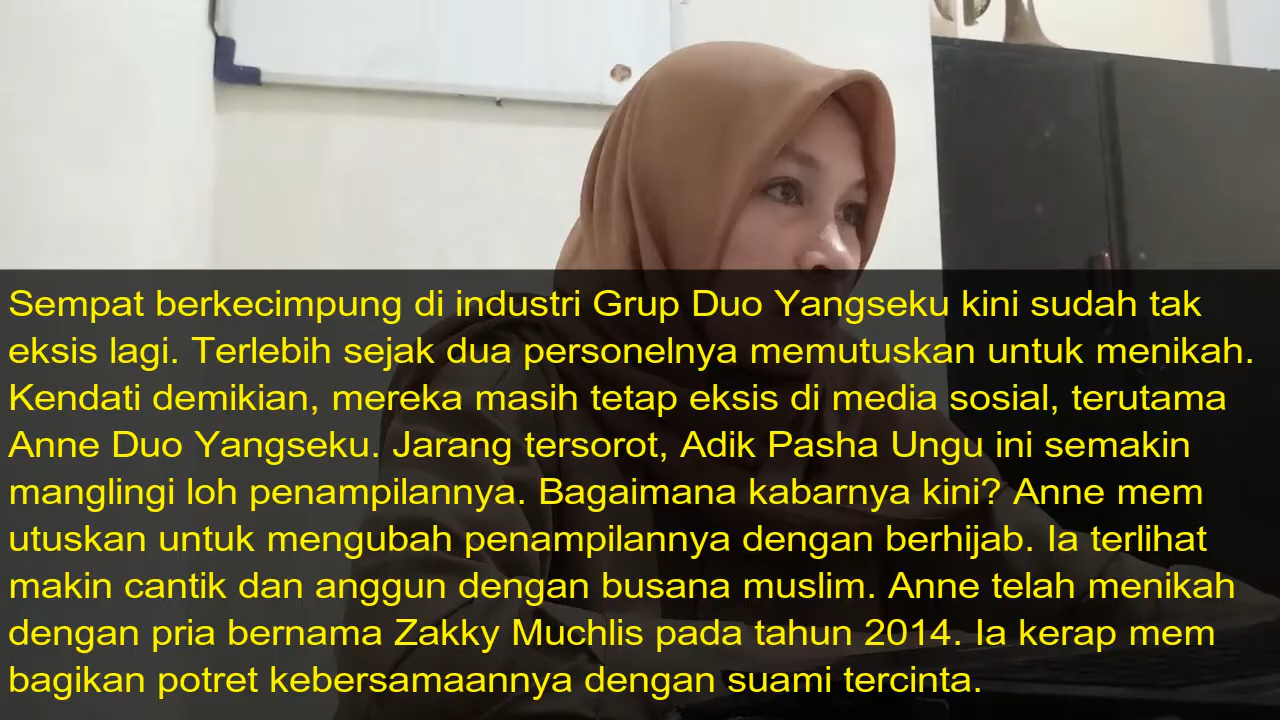 Sempat berkecimpung di industri Grup Duo Yangseku kini sudah tak
eksis lagi. Terlebih sejak dua personelnya memutuskan untuk menikah.
Kendati demikian, mereka masih tetap eksis di media sosial, terutama
Anne Duo Yangseku. Jarang tersorot, Adik Pasha Ungu ini semakin
manglingi loh penampilannya. Bagaimana kabarnya kini? Anne mem
utuskan untuk mengubah penampilannya dengan berhijab. Ia terlihat
makin cantik dan anggun dengan busana muslim. Anne telah menikah
dengan pria bernama Zakky Muchlis pada tahun 2014. Ia kerap mem
bagikan potret kebersamaannya dengan suami tercinta.